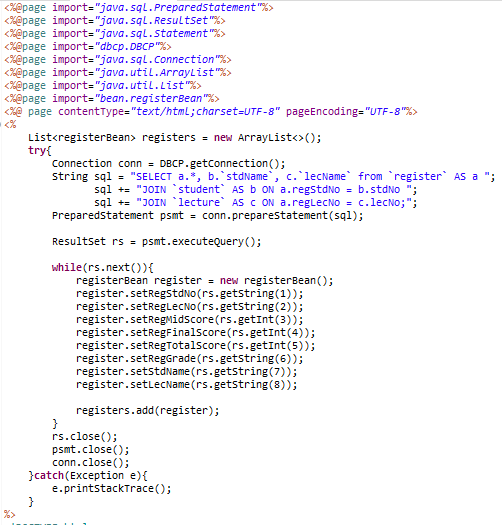 <%@page import="java.sql.PreparedStatement"%>
<%@page import="java.sql.ResultSet"%>
<%@page import="java.sql.Statement"%>
<%@page import="dbcp.DBCP"%>
<%@page import="java.sql.Connection"%>
<%@page import="java.util.ArrayList"%>
<%@page import="java.util.List"%>
<%@page import="bean.registerBean"%>
<%@ page contentType="text/html;charset=UTF-8" pageEncoding="UTF-8"%>
<%
    List<registerBean> registers = new ArrayList<>();
    try{
        Connection conn = DBCP.getConnection();
        String sql = "SELECT a.*, b.`stdName`, c.`lecName` from `register` AS a ";
               sql += "JOIN `student` AS b ON a.regStdNo = b.stdNo ";
               sql += "JOIN `lecture` AS c ON a.regLecNo = c.lecNo;";
        PreparedStatement psmt = conn.prepareStatement(sql);

        ResultSet rs = psmt.executeQuery();

        while(rs.next()){
            registerBean register = new registerBean();
            register.setRegStdNo(rs.getString(1));
            register.setRegLecNo(rs.getString(2));
            register.setRegMidScore(rs.getInt(3));
            register.setRegFinalScore(rs.getInt(4));
            register.setRegTotalScore(rs.getInt(5));
            register.setRegGrade(rs.getString(6));
            register.setStdName(rs.getString(7));
            register.setLecName(rs.getString(8));

            registers.add(register);
        }
        rs.close();
        psmt.close();
        conn.close();
    }catch(Exception e){
        e.printStackTrace();
    }
%>